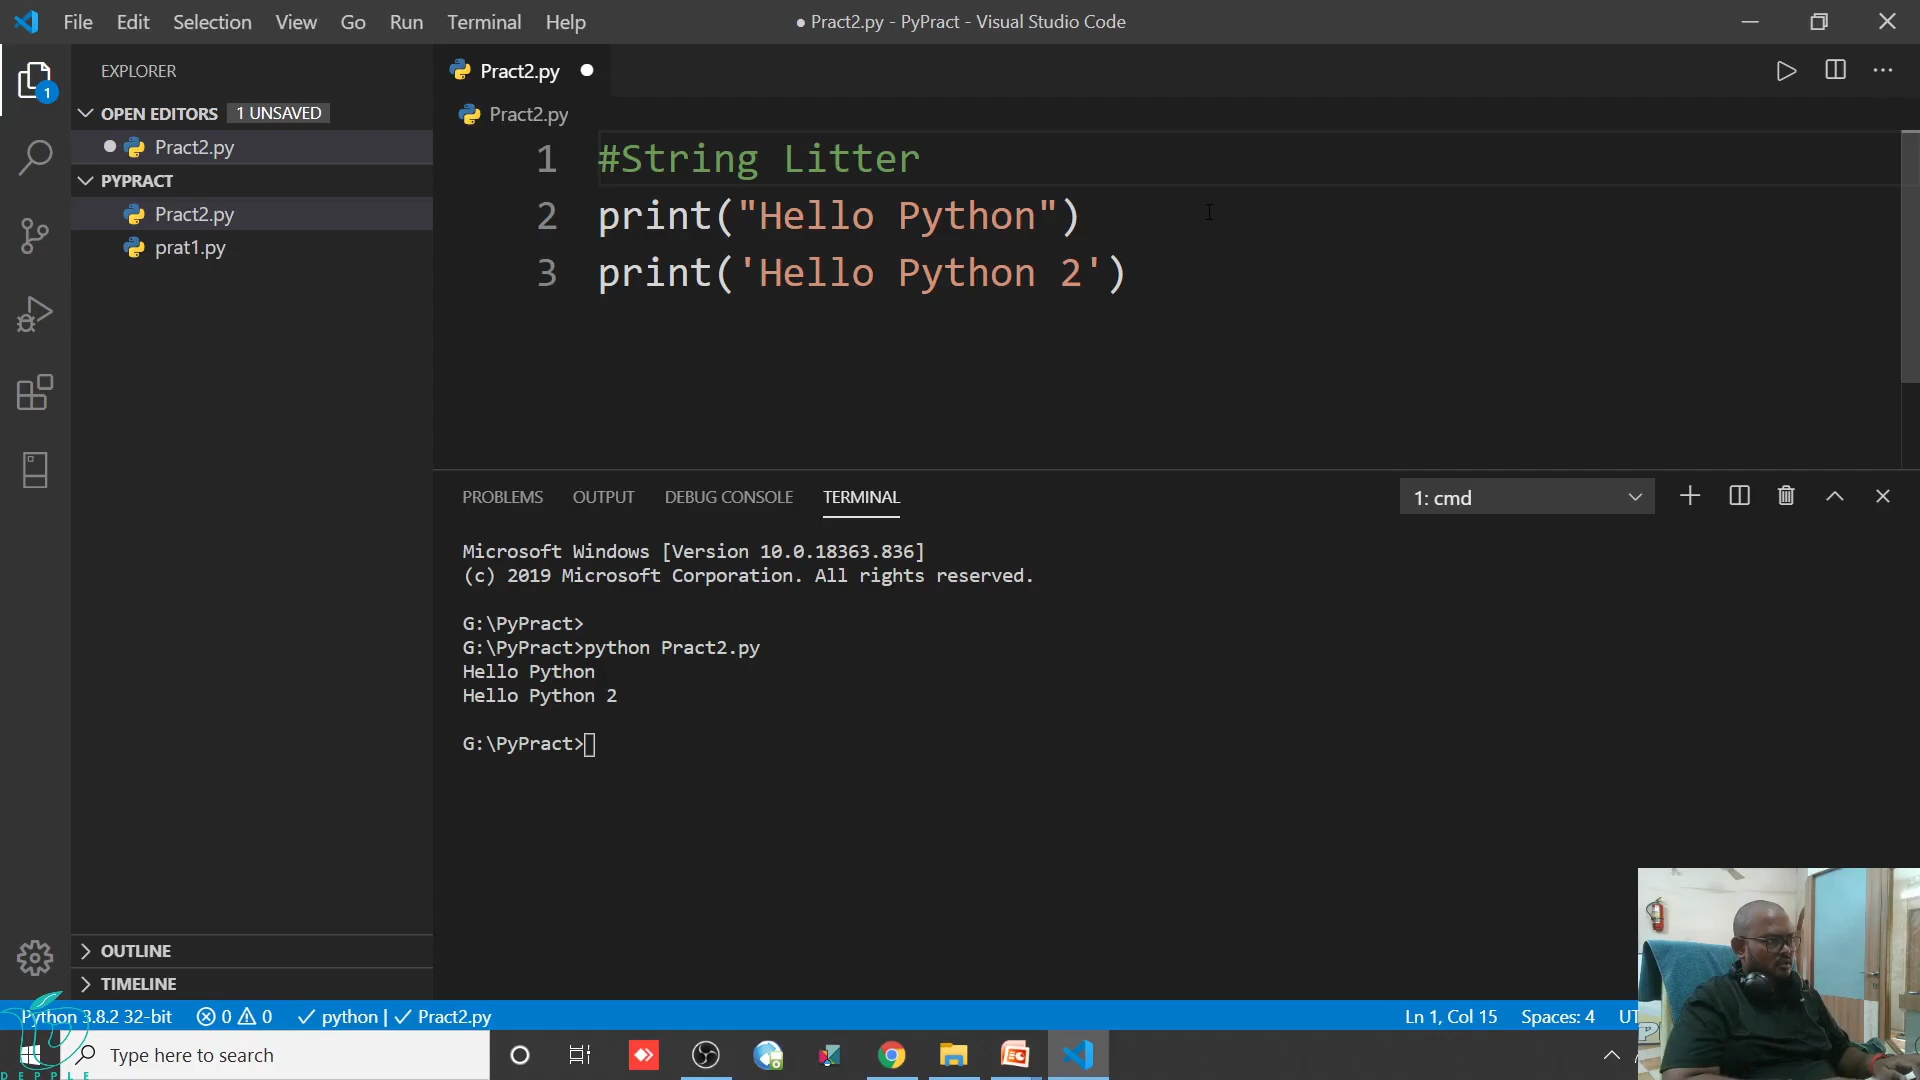 File Edit Selection View Go Run Terminal Help
● Pract2.py - PyPract - Visual Studio Code
EXPLORER
1
OPEN EDITORS 1 UNSAVED
Pract2.py
PYPRACT
Pract2.py
prat1.py
OUTLINE
TIMELINE
Pract2.py
Pract2.py
1 #String Litter
2 print("Hello Python")
3 print('Hello Python 2')
PROBLEMS OUTPUT DEBUG CONSOLE TERMINAL
1: cmd
Microsoft Windows [Version 10.0.18363.836]
(c) 2019 Microsoft Corporation. All rights reserved.
G:\PyPract>
G:\PyPract>python Pract2.py
Hello Python
Hello Python 2
G:\PyPract>
Python 3.8.2 32-bit 0 0 python | Pract2.py
Ln 1, Col 15 Spaces: 4
Type here to search
DEPPLE